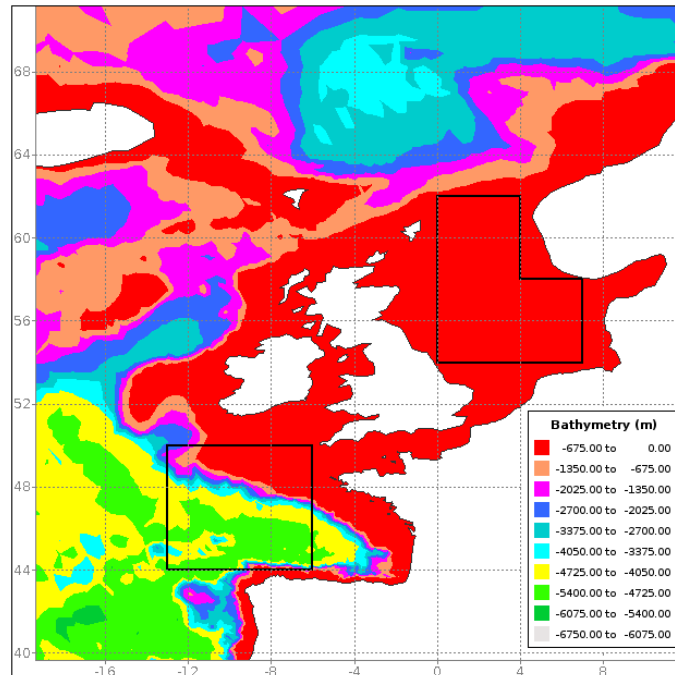 68
64
60
56
52
48
44
40
-16
-12
-8
-4
0
4
8
Bathymetry (m)
-675.00 to 0.00
-1350.00 to -675.00
-2025.00 to -1350.00
-2700.00 to -2025.00
-3375.00 to -2700.00
-4050.00 to -3375.00
-4725.00 to -4050.00
-5400.00 to -4725.00
-6075.00 to -5400.00
-6750.00 to -6075.00